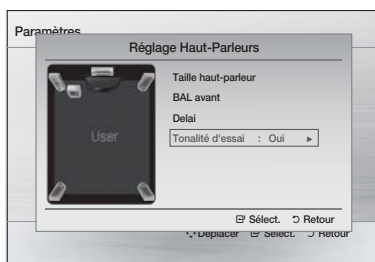 Paramètres
Réglage Haut-Parleurs
Taille haut-parleur
BAL avant
Delai
User
Tonalité d'essai : Oui ►
Sélect. Retour
Déplacer Sélect. Retour